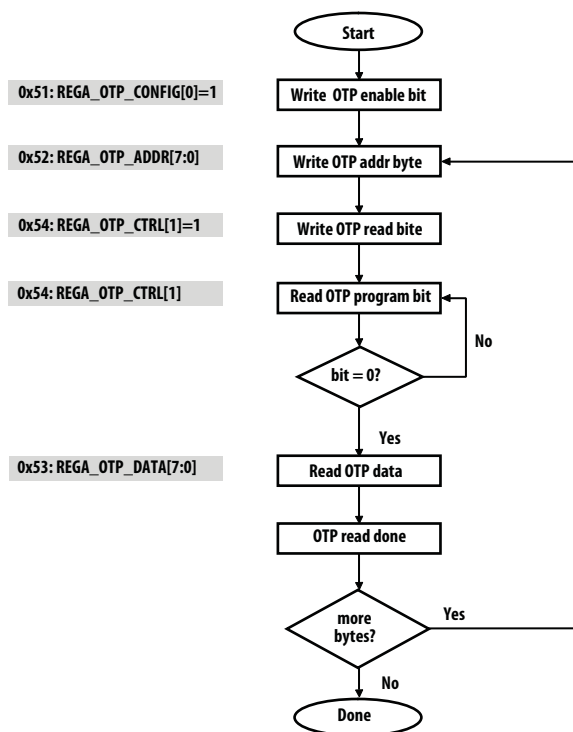 Start
0x51: REGA_OTP_CONFIG[0]=1
Write OTP enable bit
0x52: REGA_OTP_ADDR[7:0]
Write OTP addr byte
0x54: REGA_OTP_CTRL[1]=1
Write OTP read bite
0x54: REGA_OTP_CTRL[1]
Read OTP program bit
No
bit = 0?
Yes
0x53: REGA_OTP_DATA[7:0]
Read OTP data
OTP read done
more
bytes?
Yes
No
Done